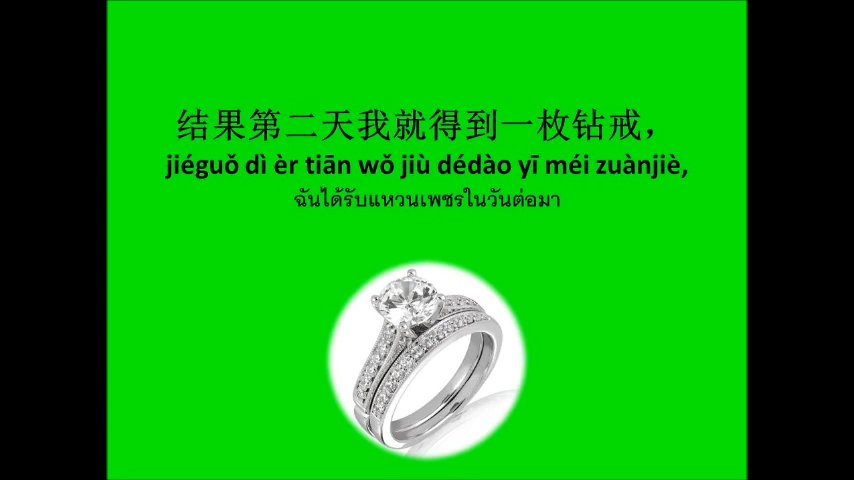 结果第二天我就得到一枚钻戒，
jiéguǒ dì èr tiān wǒ jiù dédào yī méi zuànjiè,
ฉันได้รับแหวนเพชรในวันต่อมา